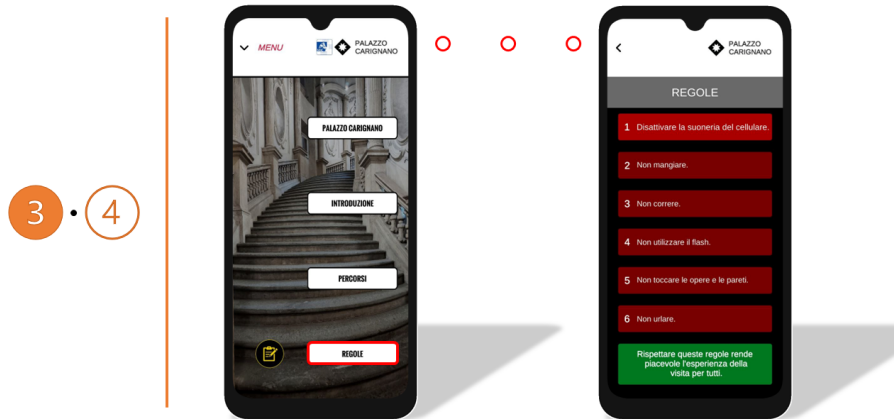 3 · 4
MENU
PALAZZO
CARIGNANO
PALAZZO CARIGNANO
INTRODUZIONE
PERCORSI
REGOLE
PALAZZO
CARIGNANO
REGOLE
1 Disattivare la suoneria del cellulare.
2 Non mangiare.
3 Non correre.
4 Non utilizzare il flash.
5 Non toccare le opere e le pareti.
6 Non urlare.
Rispettare queste regole rende
piacevole l'esperienza della
visita per tutti.